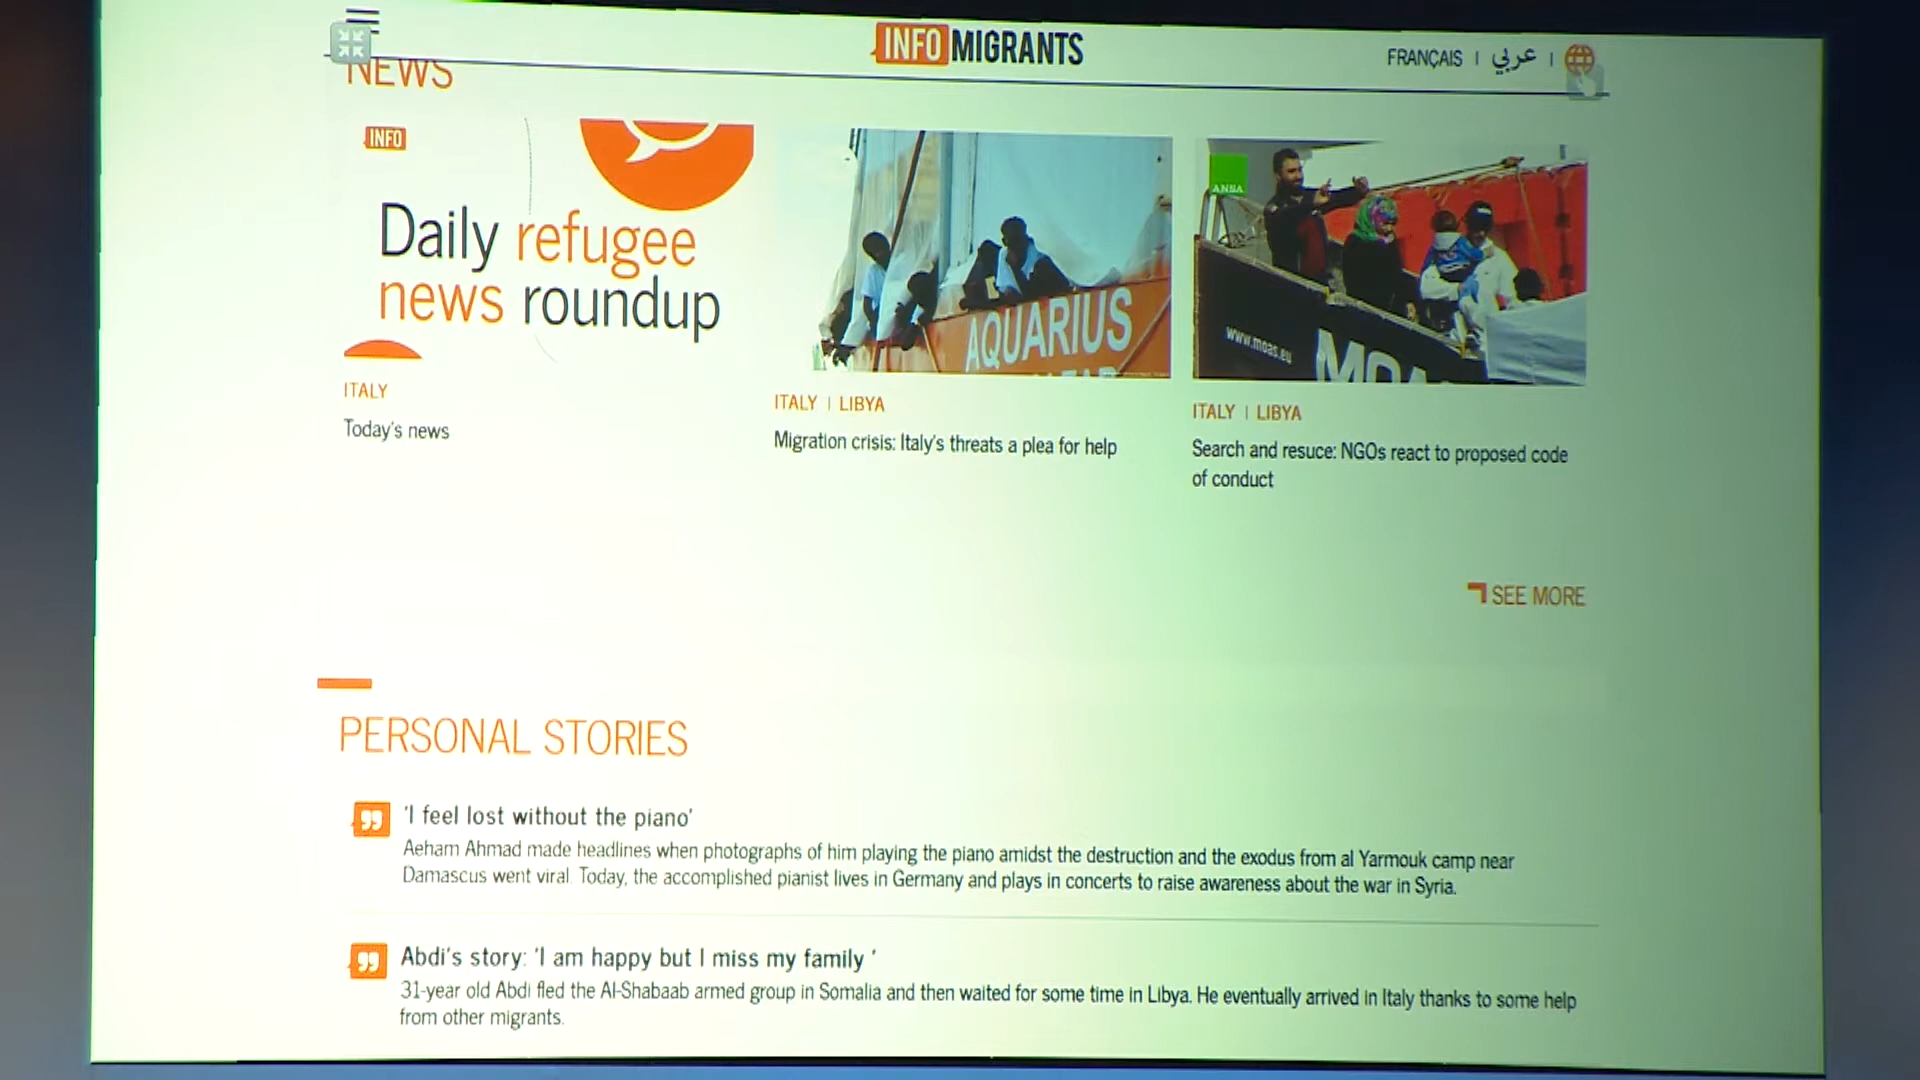 INFO MIGRANTS
FRANÇAIS | عربي |
NEWS
INFO
Daily refugee
news roundup
ITALY
Today's news
AQUARIUS
ITALY | LIBYA
Migration crisis: Italy's threats a plea for help
ANSA
www.moas.eu
MOA
ITALY | LIBYA
Search and resuce: NGOs react to proposed code
of conduct
SEE MORE
PERSONAL STORIES
'I feel lost without the piano'
Aeham Ahmad made headlines when photographs of him playing the piano amidst the destruction and the exodus from al Yarmouk camp near
Damascus went viral. Today, the accomplished pianist lives in Germany and plays in concerts to raise awareness about the war in Syria.
Abdi's story: 'I am happy but I miss my family '
31-year old Abdi fled the Al-Shabaab armed group in Somalia and then waited for some time in Libya. He eventually arrived in Italy thanks to some help
from other migrants.